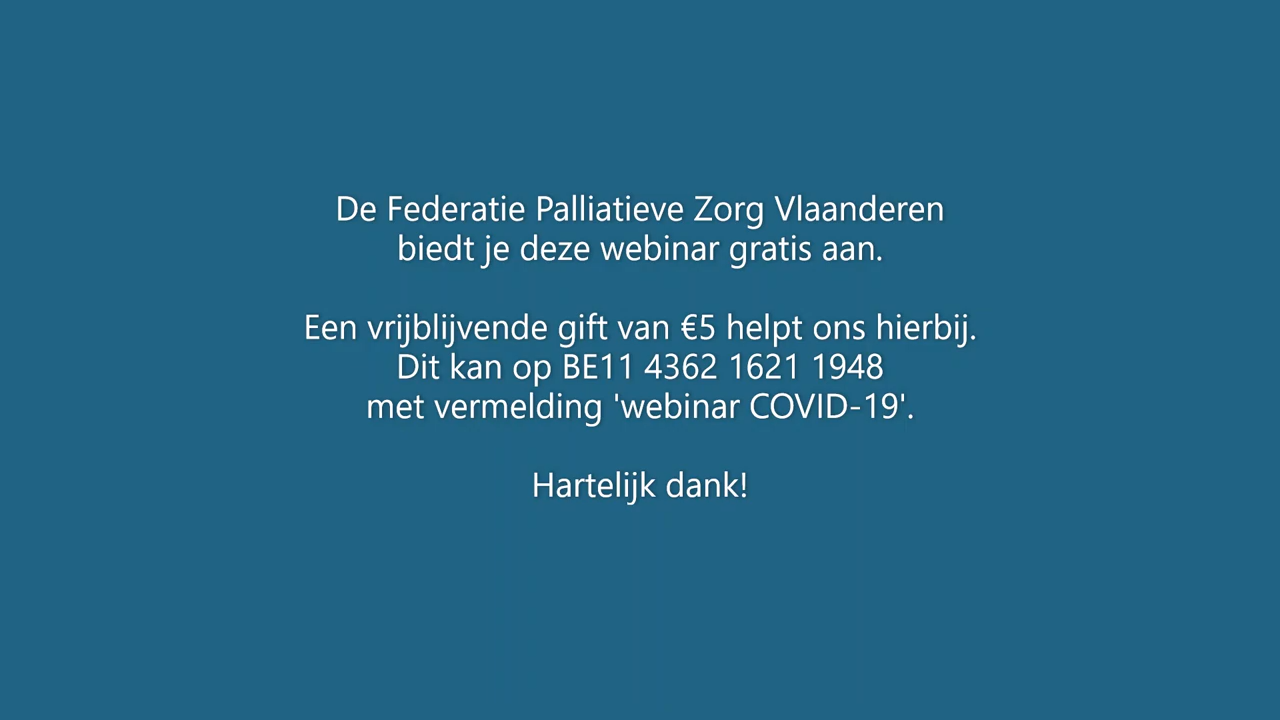 De Federatie Palliatieve Zorg Vlaanderen
biedt je deze webinar gratis aan.
Een vrijblijvende gift van €5 helpt ons hierbij.
Dit kan op BE11 4362 1621 1948
met vermelding 'webinar COVID-19'.
Hartelijk dank!